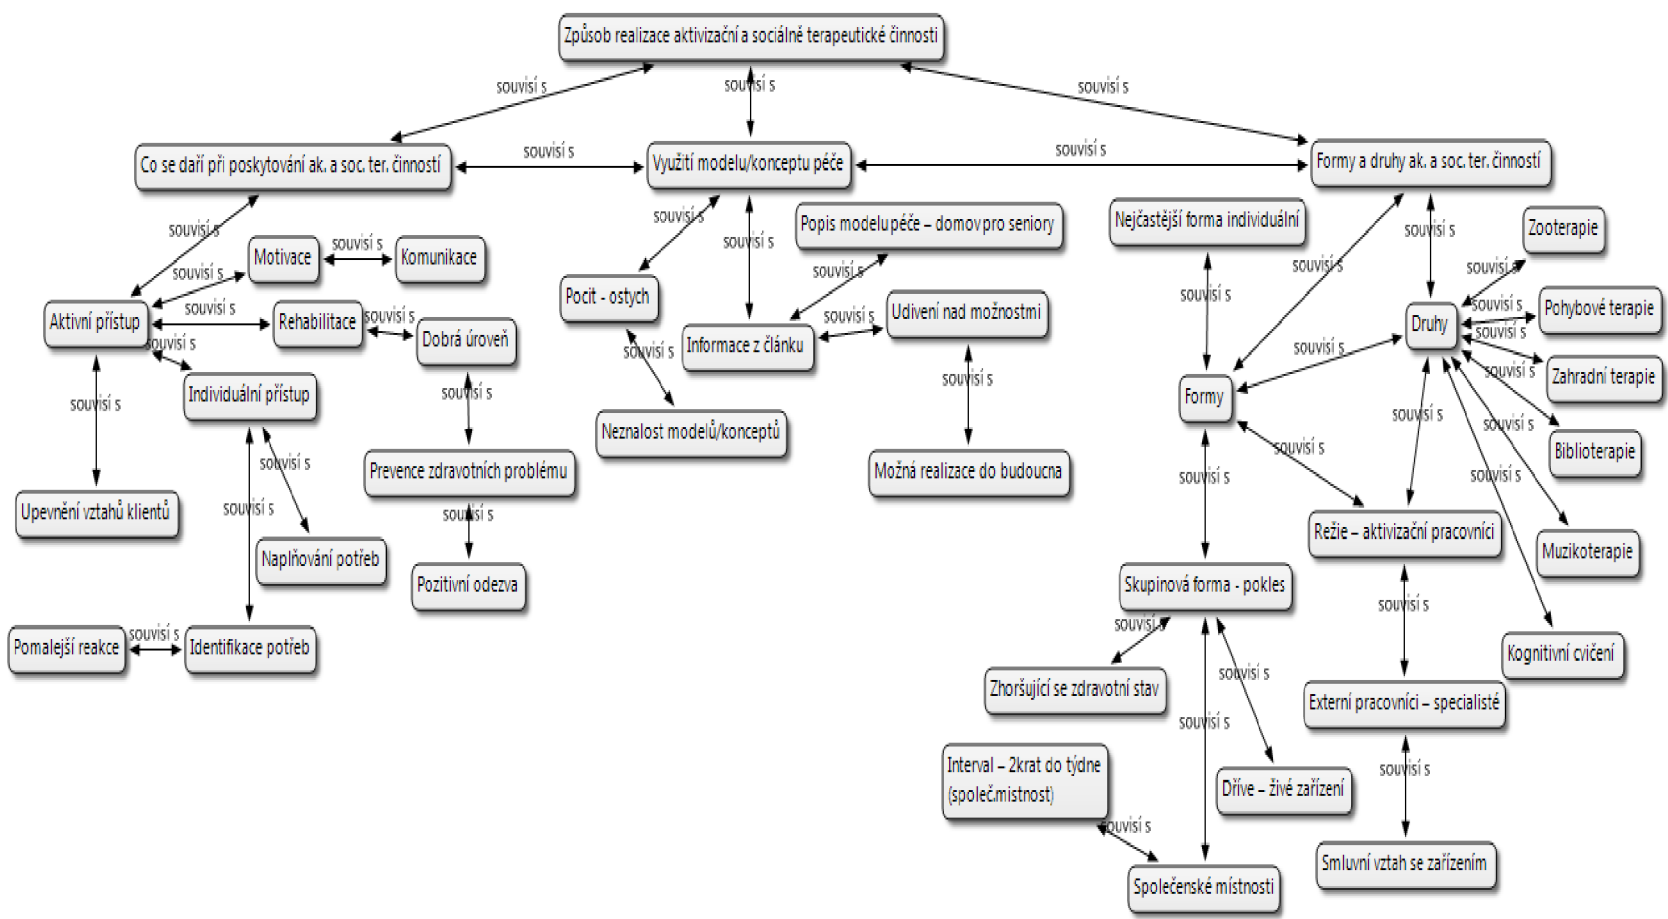 Způsob realizace aktivizační a sociálně terapeutické činnosti
souvisí s
souvisí s
souvisí s
Co se daří při poskytování ak. a soc. ter. činností
souvisí s
Využití modelu/konceptu péče
souvisí s
Formy a druhy ak. a soc. ter. činností
souvisí s
souvisí s
souvisí s
Popis modelu péče – domov pro seniory
Nejčastější forma individuální
souvisí s
Zooterapie
Motivace
souvisí s
Komunikace
souvisí s
souvisí s
souvisí s
souvisí s
Pocit - ostych
souvisí s
Aktivní přístup
souvisí s
Rehabilitace
souvisí s
Dobrá úroveň
Informace z článku
souvisí s
Udivení nad možnostmi
Druhy
souvisí s
Pohybové terapie
souvisí s
souvisí s
souvisí s
souvisí s
souvisí s
Zahradní terapie
Individuální přístup
souvisí s
souvisí s
souvisí s
Formy
souvisí s
souvisí s
Neznalost modelů/konceptů
souvisí s
Biblioterapie
souvisí s
Prevence zdravotních problému
Možná realizace do budoucna
souvisí s
souvisí s
Upevnění vztahů klientů
souvisí s
souvisí s
Režie – aktivizační pracovníci
Naplňování potřeb
Muzikoterapie
Pozitivní odezva
Skupinová forma - pokles
souvisí s
Pomalejší reakce
souvisí s
Identifikace potřeb
souvisí s
Kognitivní cvičení
Zhoršující se zdravotní stav
souvisí s
souvisí s
Externí pracovníci – specialisté
Interval – 2krat do týdne
(společ.mistnost)
souvisí s
Dříve – živé zařízení
souvisí s
Společenské místnosti
Smluvní vztah se zařízením